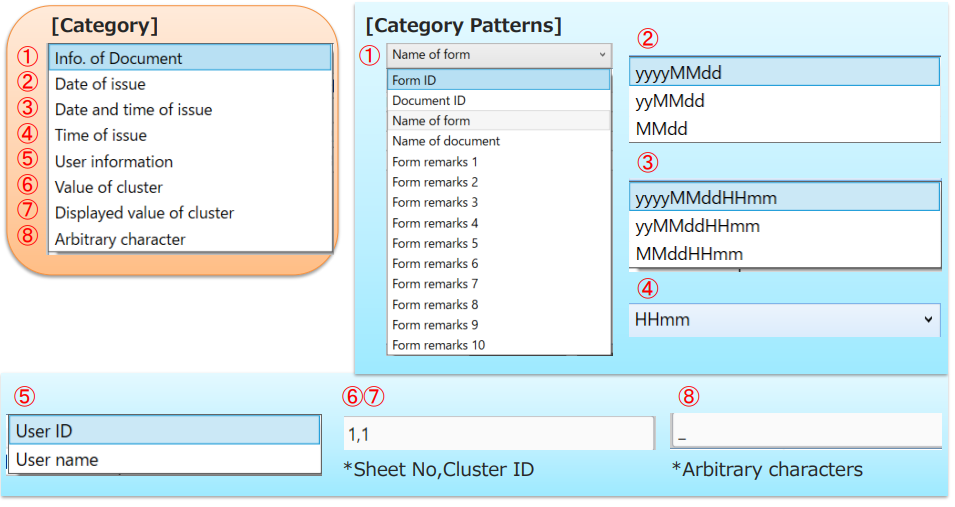 [Category]
① Info. of Document
② Date of issue
③ Date and time of issue
④ Time of issue
⑤ User information
⑥ Value of cluster
⑦ Displayed value of cluster
⑧ Arbitrary character
[Category Patterns]
① Name of form
Form ID
Document ID
Name of form
Name of document
Form remarks 1
Form remarks 2
Form remarks 3
Form remarks 4
Form remarks 5
Form remarks 6
Form remarks 7
Form remarks 8
Form remarks 9
Form remarks 10
②
yyyyMMdd
yyMMdd
MMdd
③
yyyyMMddHHmm
yyMMddHHmm
MMddHHmm
④
HHmm
⑤
User ID
User name
⑥⑦
1,1
*Sheet No,Cluster ID
⑧
_
*Arbitrary characters